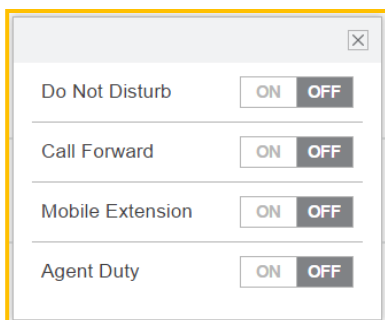 Do Not Disturb ON OFF
Call Forward ON OFF
Mobile Extension ON OFF
Agent Duty ON OFF